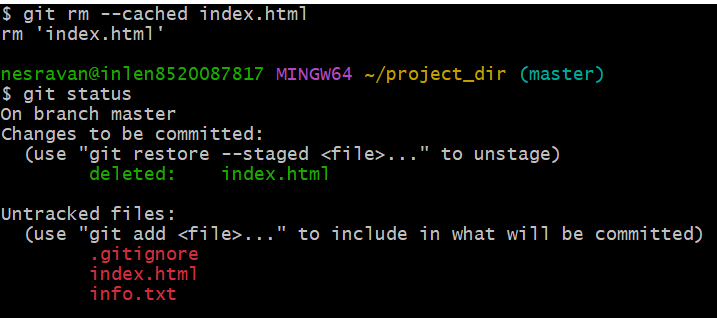 $ git rm --cached index.html
rm 'index.html'
nesravan@inlen8520087817 MINGW64 ~/project_dir (master)
$ git status
On branch master
Changes to be committed:
  (use "git restore --staged <file>..." to unstage)
        deleted:    index.html
Untracked files:
  (use "git add <file>..." to include in what will be committed)
        .gitignore
        index.html
        info.txt